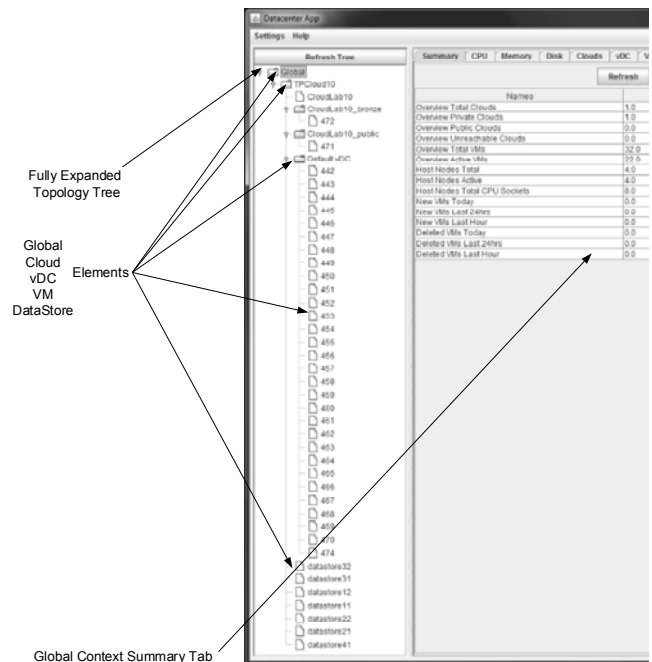 Datacenter App
Settings Help
Refresh Tree
Summary CPU Memory Disk Clouds vDC
Refresh
Global
TPCloud10
CloudLab10
CloudLab10_bronze
472
CloudLab10_public
471
Default vDC
442
443
444
445
446
447
448
449
450
451
452
453
454
455
456
457
458
459
460
461
462
463
464
465
466
467
468
469
470
474
datastore32
datastore31
datastore12
datastore11
datastore22
datastore21
datastore41
Names
Overview Total Clouds 1.0
Overview Private Clouds 1.0
Overview Public Clouds 0.0
Overview Unreachable Clouds 0.0
Overview Total VMs 32.0
Overview Active VMs 22.0
Host Nodes Total 4.0
Host Nodes Active 4.0
Host Nodes Total CPU Sockets 8.0
New VMs Today 0.0
New VMs Last 24hrs 0.0
New VMs Last Hour 0.0
Deleted VMs Today 0.0
Deleted VMs Last 24hrs 0.0
Deleted VMs Last Hour 0.0
Fully Expanded
Topology Tree
Global
Cloud
vDC
VM
DataStore
Elements
Global Context Summary Tab